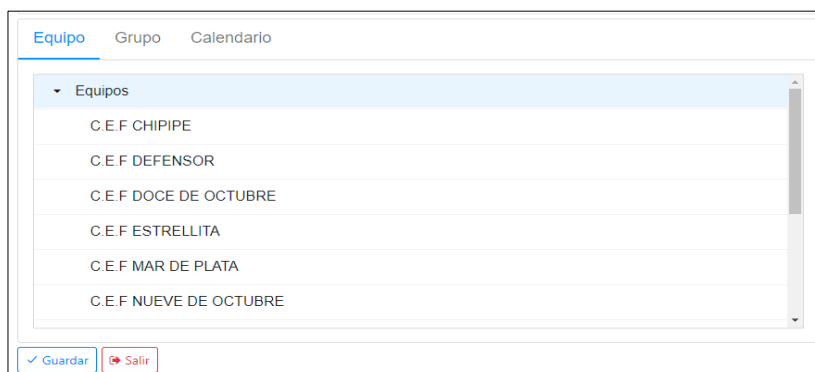 Equipo Grupo Calendario
Equipos
C.E.F CHIPIPE
C.E.F DEFENSOR
C.E.F DOCE DE OCTUBRE
C.E.F ESTRELLITA
C.E.F MAR DE PLATA
C.E.F NUEVE DE OCTUBRE
Guardar Salir